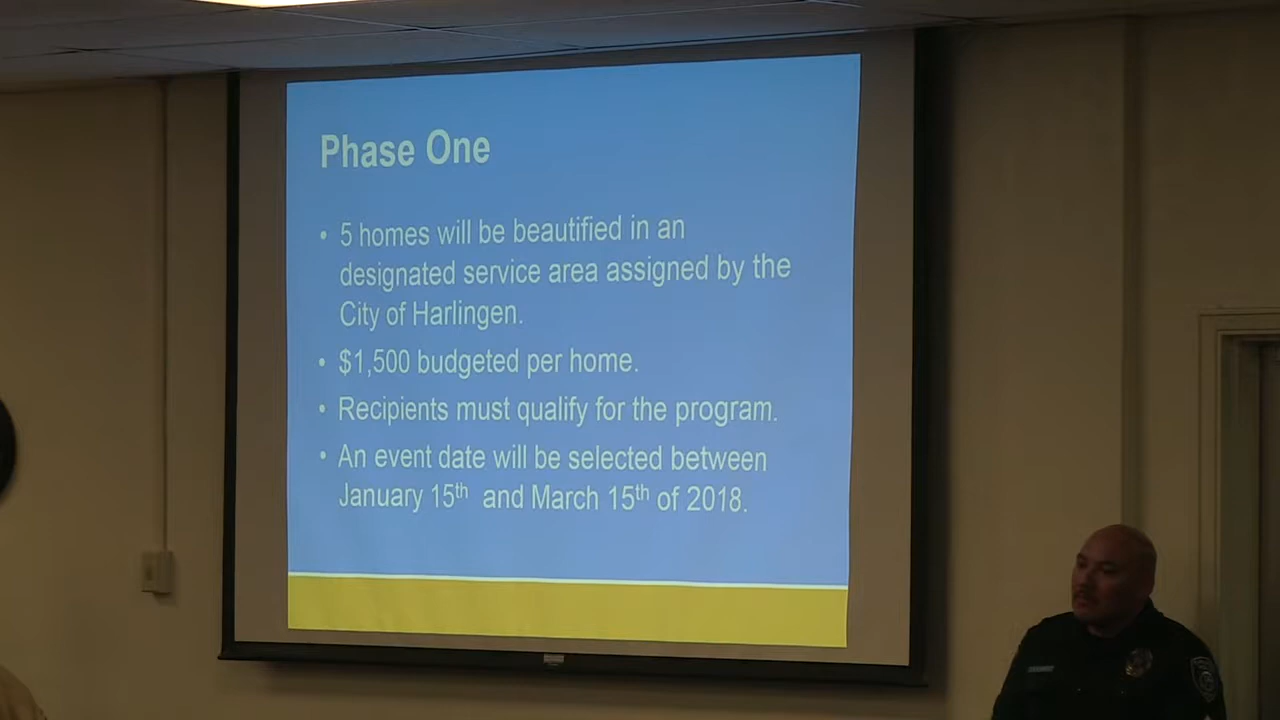 Phase One
• 5 homes will be beautified in an
designated service area assigned by the
City of Harlingen.
• $1,500 budgeted per home.
• Recipients must qualify for the program.
• An event date will be selected between
January 15th and March 15th of 2018.